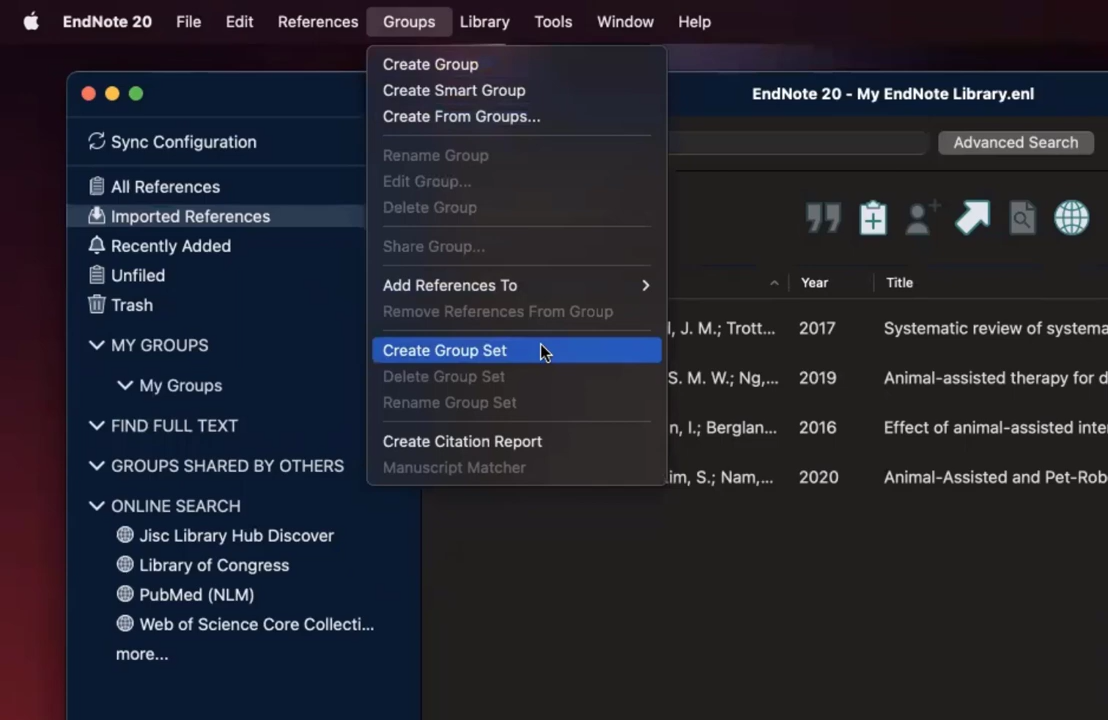 EndNote 20 File Edit References Groups Library Tools Window Help
Create Group
Create Smart Group
Create From Groups...
Rename Group
Edit Group...
Delete Group
Share Group...
Add References To
Remove References From Group
Create Group Set
Delete Group Set
Rename Group Set
Create Citation Report
Manuscript Matcher
EndNote 20 - My EndNote Library.enl
Sync Configuration
Advanced Search
All References
Imported References
Recently Added
Unfiled
Trash
MY GROUPS
My Groups
FIND FULL TEXT
GROUPS SHARED BY OTHERS
ONLINE SEARCH
Jisc Library Hub Discover
Library of Congress
PubMed (NLM)
Web of Science Core Collecti...
more...
Year Title
, J. M.; Trott... 2017 Systematic review of systema
S. M. W.; Ng,... 2019 Animal-assisted therapy for d
n, I.; Berglan... 2016 Effect of animal-assisted inte
im, S.; Nam,... 2020 Animal-Assisted and Pet-Rob